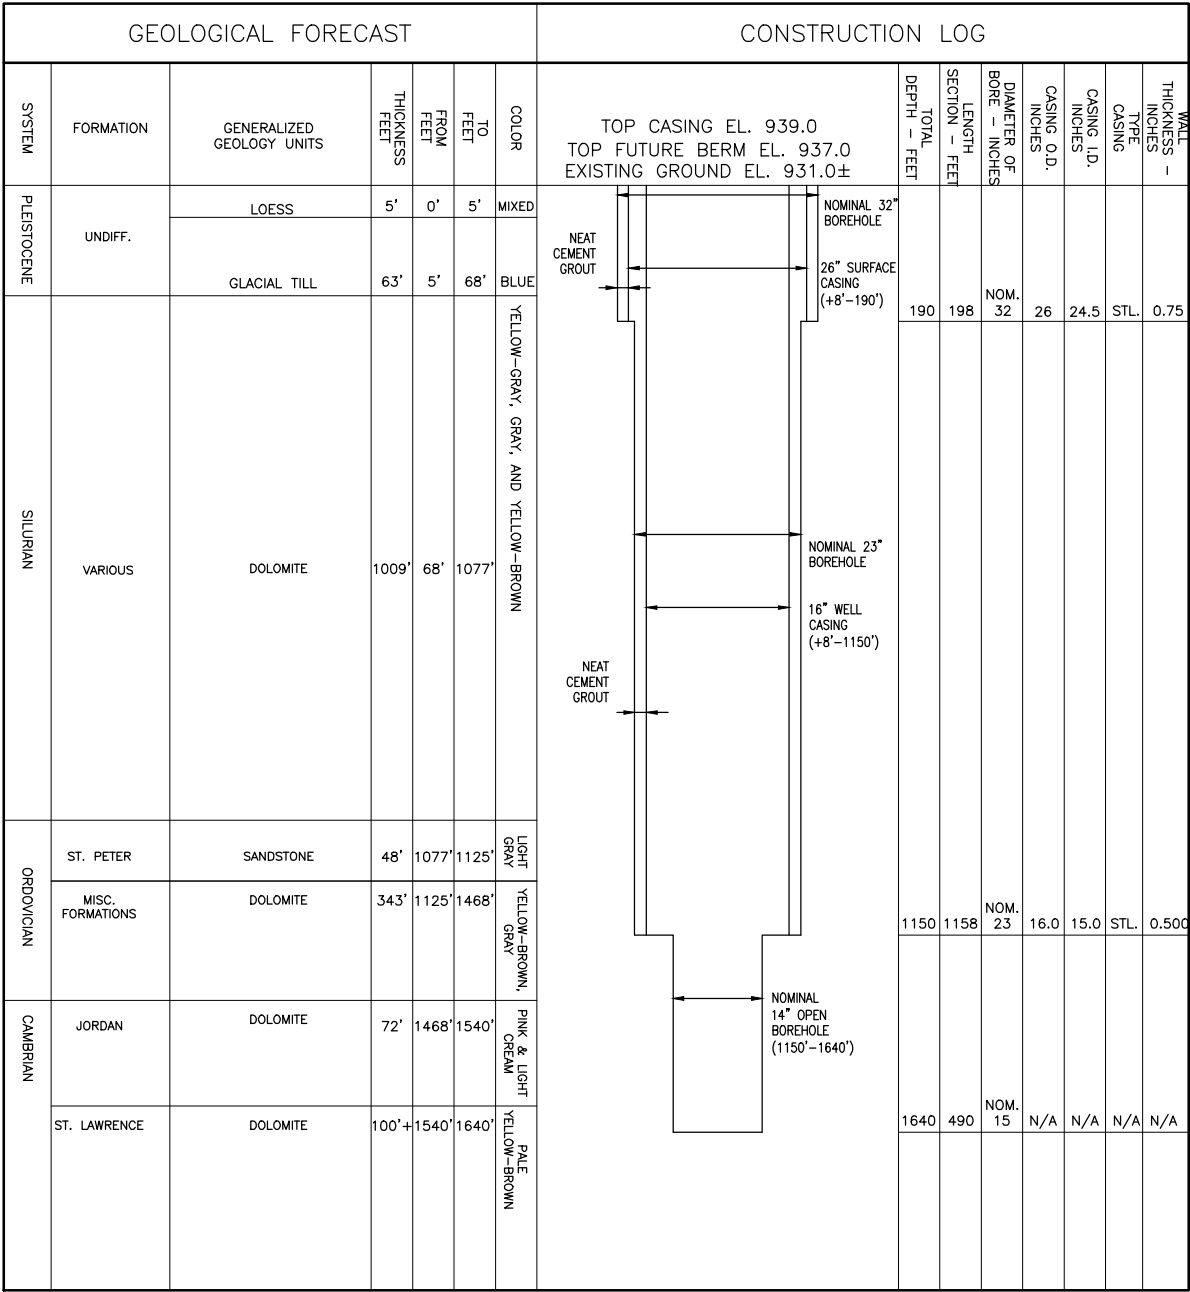 GEOLOGICAL FORECAST
CONSTRUCTION LOG
SYSTEM
FORMATION
GENERALIZED
GEOLOGY UNITS
THICKNESS
FEET
FROM
FEET
TO
FEET
COLOR
TOP CASING EL. 939.0
TOP FUTURE BERM EL. 937.0
EXISTING GROUND EL. 931.0±
TOTAL
DEPTH – FEET
LENGTH
SECTION – FEET
DIAMETER OF
BORE – INCHES
CASING O.D.
INCHES
CASING I.D.
INCHES
TYPE
CASING
WALL
THICKNESS –
INCHES
PLEISTOCENE
UNDIFF.
LOESS
5'
0'
5'
MIXED
GLACIAL TILL
63'
5'
68'
BLUE
NOMINAL 32"
BOREHOLE
NEAT
CEMENT
GROUT
26" SURFACE
CASING
(+8'–190')
190
198
NOM.
32
26
24.5
STL.
0.75
SILURIAN
VARIOUS
DOLOMITE
1009'
68'
1077'
YELLOW–GRAY, GRAY, AND YELLOW–BROWN
NOMINAL 23"
BOREHOLE
16" WELL
CASING
(+8'–1150')
NEAT
CEMENT
GROUT
ORDOVICIAN
ST. PETER
SANDSTONE
48'
1077'
1125'
LIGHT
GRAY
MISC.
FORMATIONS
DOLOMITE
343'
1125'
1468'
YELLOW–BROWN,
GRAY
1150
1158
NOM.
23
16.0
15.0
STL.
0.500
CAMBRIAN
JORDAN
DOLOMITE
72'
1468'
1540'
PINK & LIGHT
CREAM
NOMINAL
14" OPEN
BOREHOLE
(1150'–1640')
ST. LAWRENCE
DOLOMITE
100'+
1540'
1640'
PALE
YELLOW–BROWN
1640
490
NOM.
15
N/A
N/A
N/A
N/A